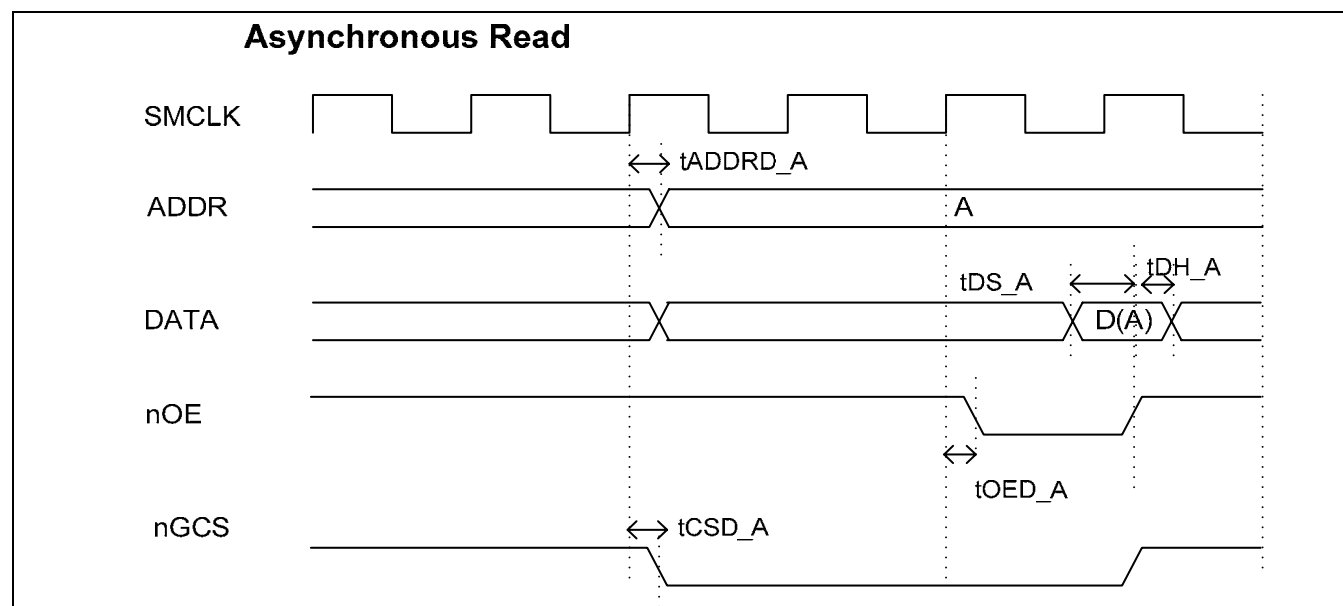 Asynchronous Read
SMCLK
tADDRD_A
ADDR
A
tDH_A
tDS_A
DATA
D(A)
nOE
tOED_A
nGCS
tCSD_A